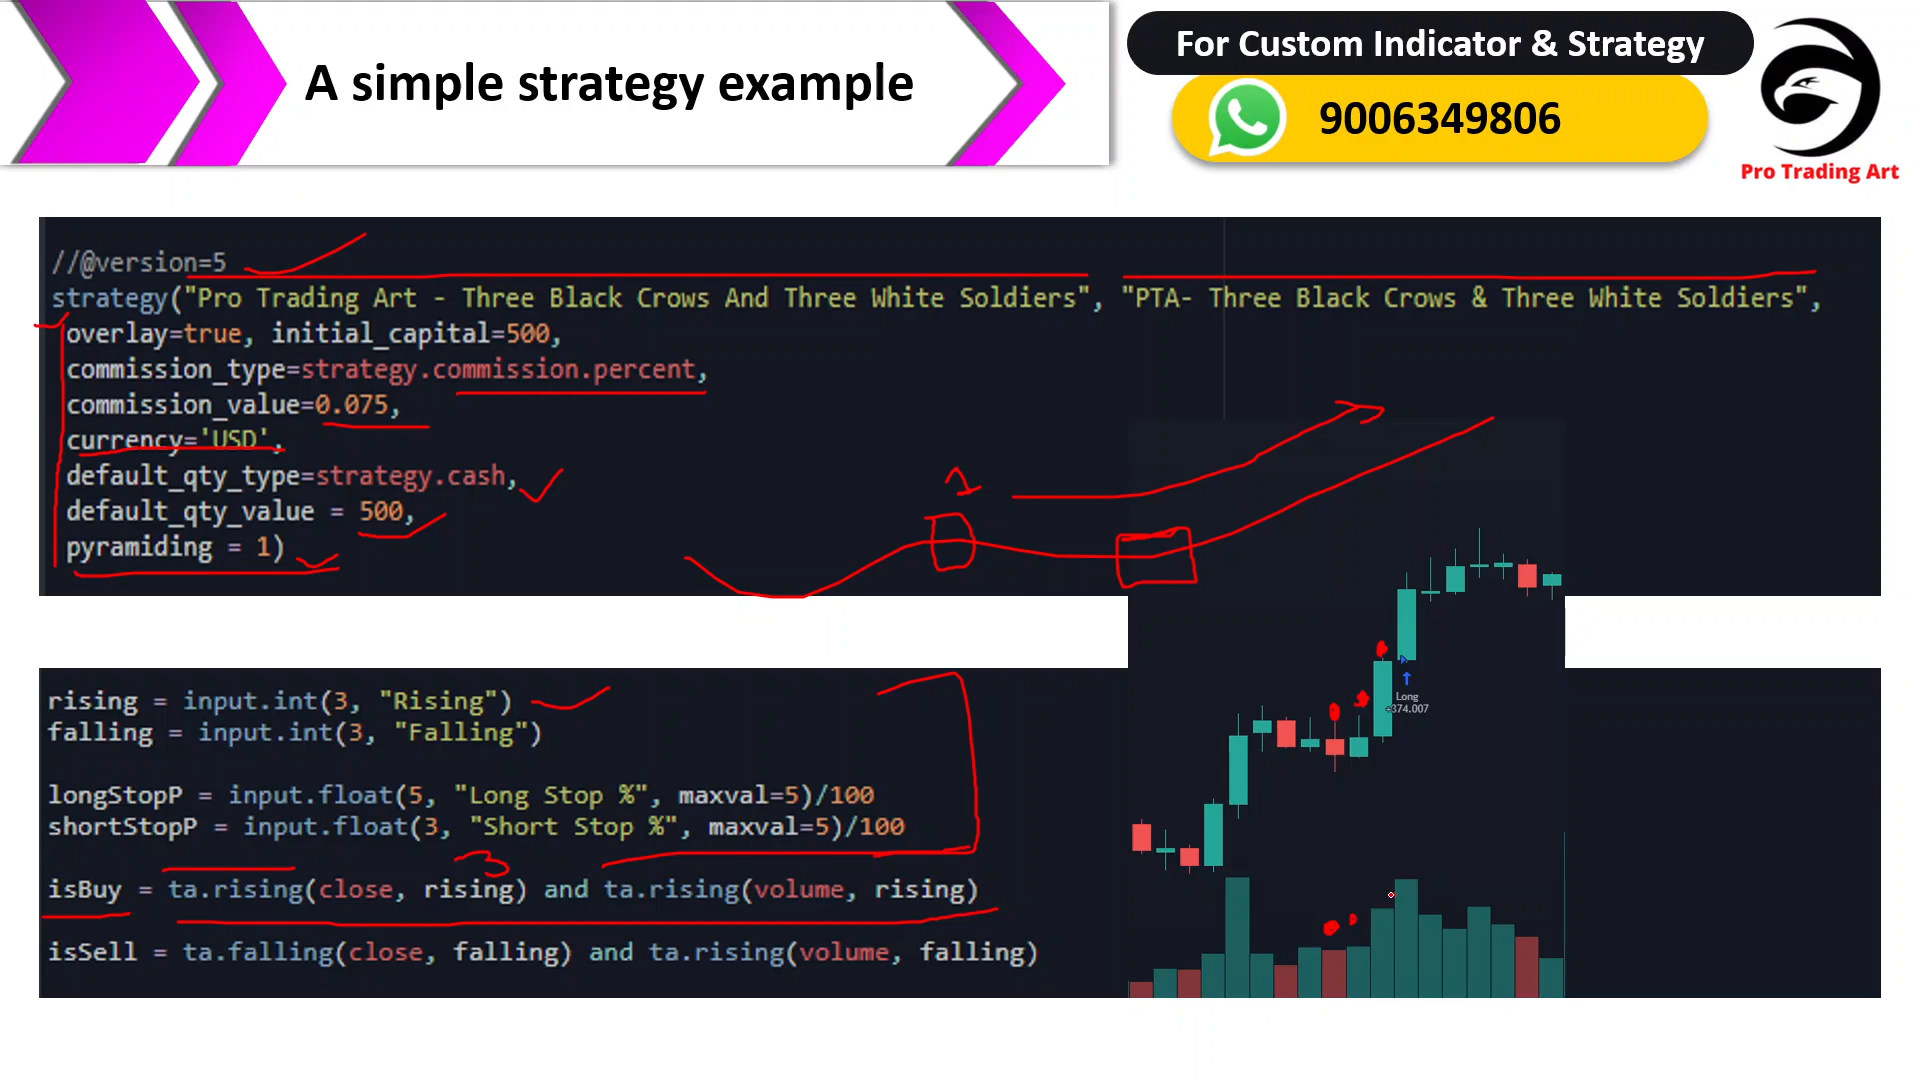 A simple strategy example
For Custom Indicator & Strategy
9006349806
Pro Trading Art
//@version=5
strategy("Pro Trading Art - Three Black Crows And Three White Soldiers", "PTA- Three Black Crows & Three White Soldiers",
overlay=true, initial_capital=500,
commission_type=strategy.commission.percent,
commission_value=0.075,
currency='USD',
default_qty_type=strategy.cash,
default_qty_value = 500,
pyramiding = 1)
1
rising = input.int(3, "Rising")
falling = input.int(3, "Falling")
longStopP = input.float(5, "Long Stop %", maxval=5)/100
shortStopP = input.float(3, "Short Stop %", maxval=5)/100
3
isBuy = ta.rising(close, rising) and ta.rising(volume, rising)
isSell = ta.falling(close, falling) and ta.rising(volume, falling)
Long
+374.007